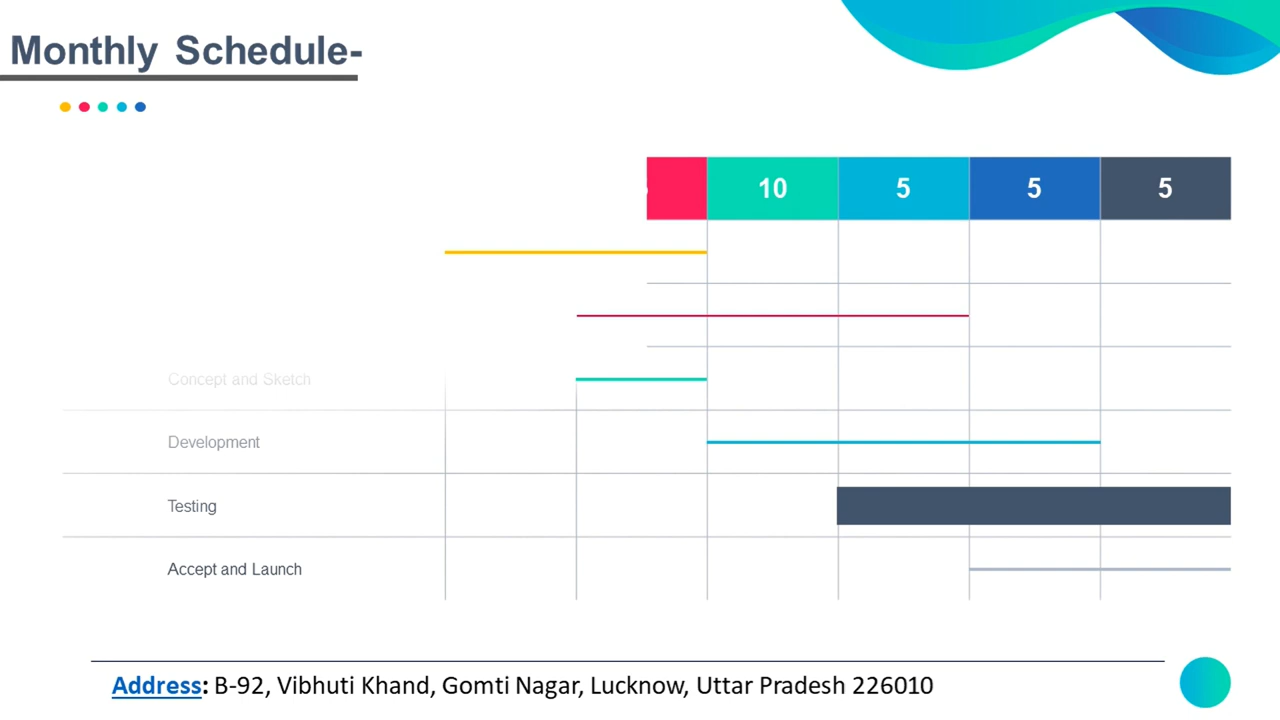 Monthly Schedule-
10 5 5 5
Concept and Sketch
Development
Testing
Accept and Launch
Address: B-92, Vibhuti Khand, Gomti Nagar, Lucknow, Uttar Pradesh 226010